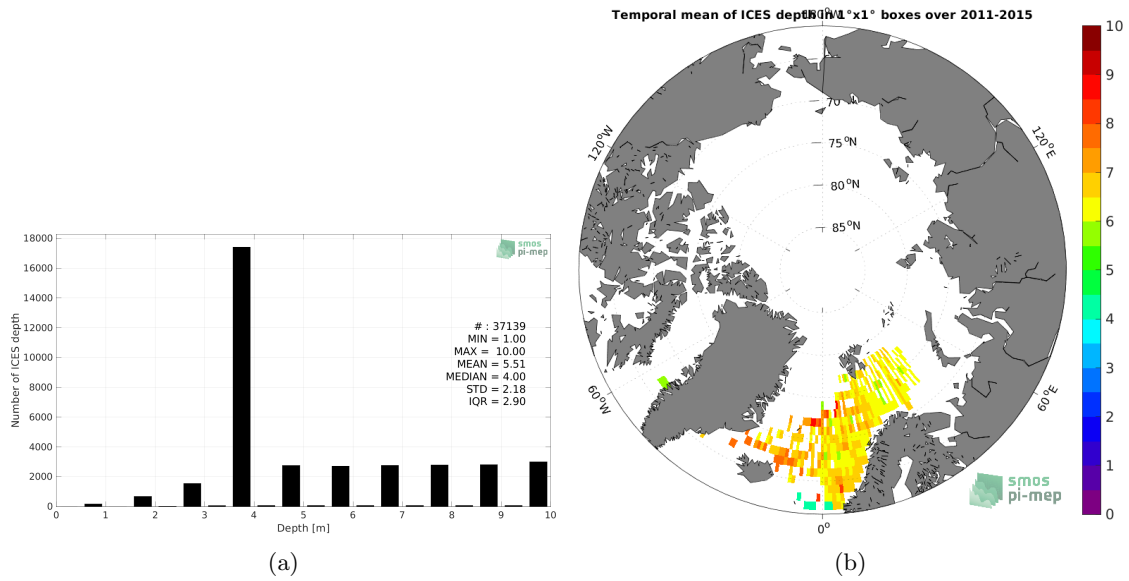 Temporal mean of ICES depth in 1°x1° boxes over 2011-2015
180°W
18000
16000
14000
12000
10000
8000
6000
4000
2000
0
Number of ICES depth
smos
pi-mep
# : 37139
MIN = 1.00
MAX = 10.00
MEAN = 5.51
MEDIAN = 4.00
STD = 2.18
IQR = 2.90
0 1 2 3 4 5 6 7 8 9 10
Depth [m]
(a)
120°W
120°E
70°N
75°N
80°N
85°N
60°W
60°E
0°
smos
pi-mep
10
9
8
7
6
5
4
3
2
1
0
(b)